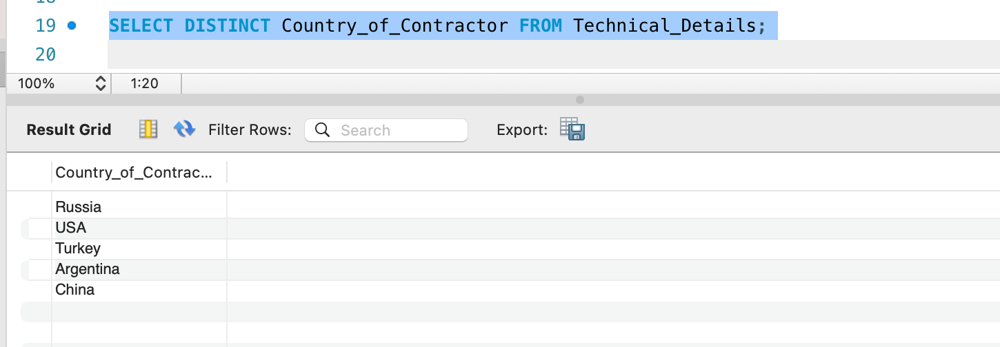 19 SELECT DISTINCT Country_of_Contractor FROM Technical_Details;
20
100% 1:20
Result Grid Filter Rows: Search Export:
Country_of_Contrac...
Russia
USA
Turkey
Argentina
China